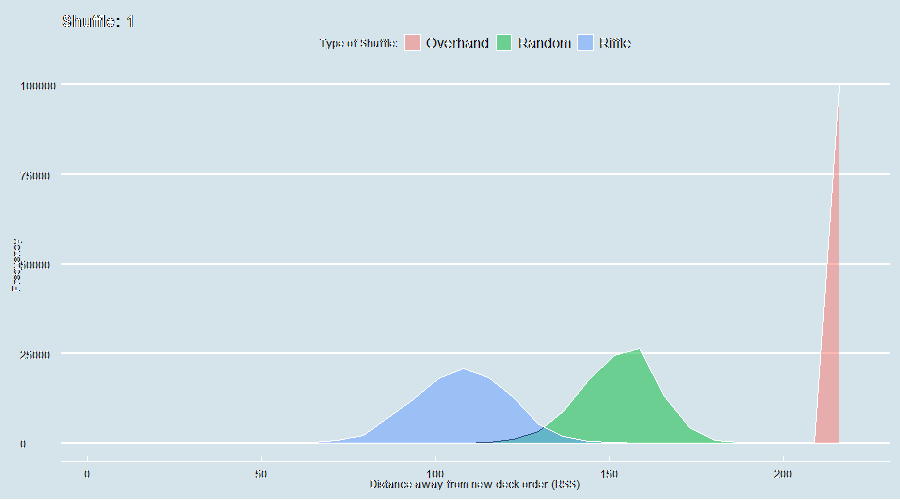 Shuffle: 1
Type of Shuffle: Overhand Random Riffle
100000
75000
50000
25000
0
Frequency
0 50 100 150 200
Distance away from new deck order (RSS)